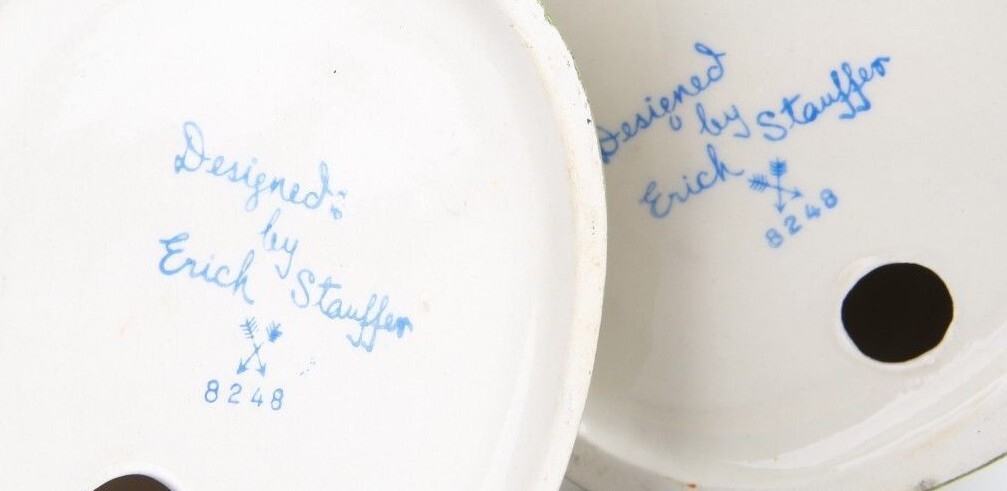 Designed
by
Erich Stauffer
8248
Designed
by Stauffer
Erich
8248